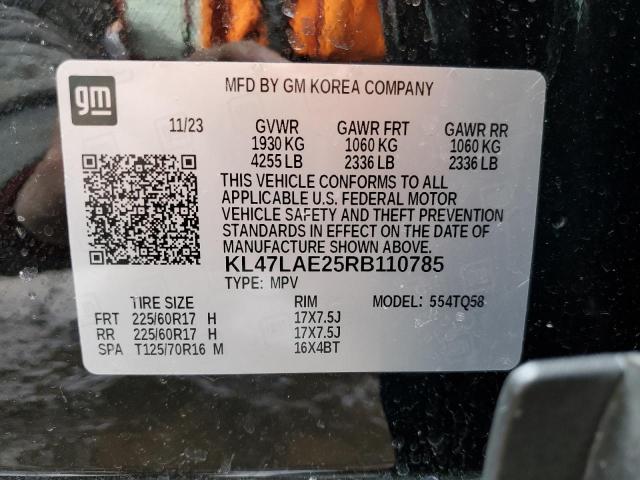 gm
MFD BY GM KOREA COMPANY
11/23 GVWR GAWR FRT GAWR RR
1930 KG 1060 KG 1060 KG
4255 LB 2336 LB 2336 LB
THIS VEHICLE CONFORMS TO ALL
APPLICABLE U.S. FEDERAL MOTOR
VEHICLE SAFETY AND THEFT PREVENTION
STANDARDS IN EFFECT ON THE DATE OF
MANUFACTURE SHOWN ABOVE.
KL47LAE25RB110785
TYPE: MPV
TIRE SIZE RIM MODEL: 554TQ58
FRT 225/60R17 H 17X7.5J
RR 225/60R17 H 17X7.5J
SPA T125/70R16 M 16X4BT